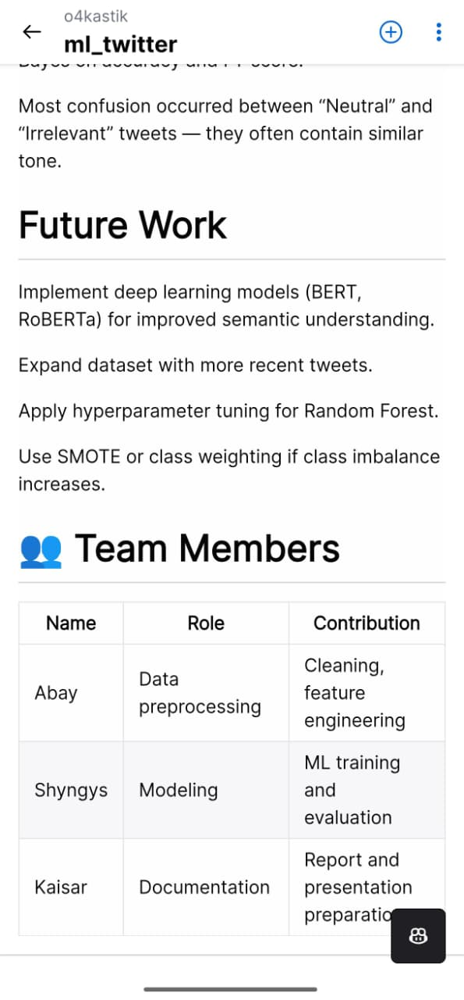 o4kastik
ml_twitter
Most confusion occurred between “Neutral” and
“Irrelevant” tweets — they often contain similar
tone.
Future Work
Implement deep learning models (BERT,
RoBERTa) for improved semantic understanding.
Expand dataset with more recent tweets.
Apply hyperparameter tuning for Random Forest.
Use SMOTE or class weighting if class imbalance
increases.
👥 Team Members
Name Role Contribution
Abay
Data
preprocessing
Cleaning,
feature
engineering
Shyngys
Modeling
ML training
and
evaluation
Kaisar
Documentation
Report and
presentation
preparatio